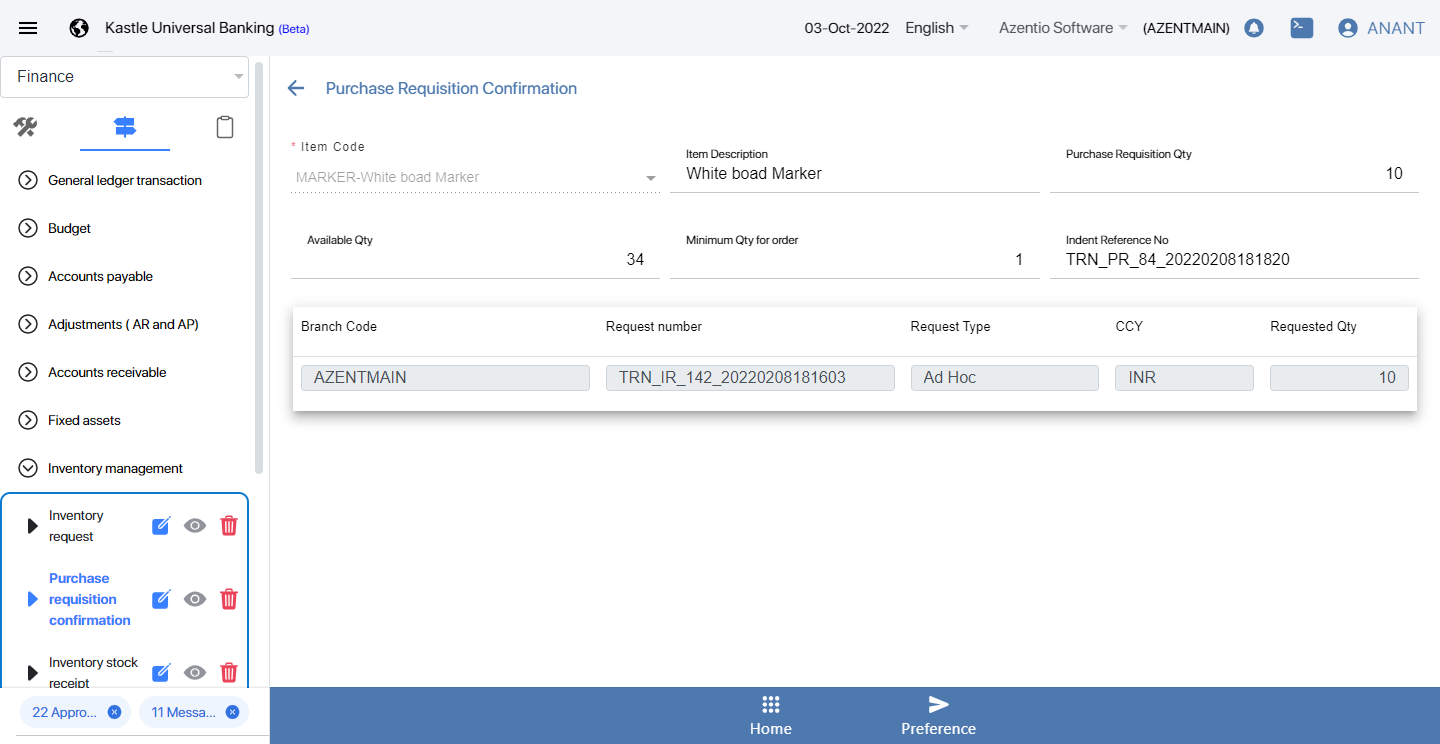 Kastle Universal Banking (Beta)
03-Oct-2022 English Azentio Software (AZENTMAIN) ANANT
Finance
General ledger transaction
Budget
Accounts payable
Adjustments ( AR and AP)
Accounts receivable
Fixed assets
Inventory management
Inventory
request
Purchase
requisition
confirmation
Inventory stock
receipt
22 Appro... 11 Messa...
Purchase Requisition Confirmation
* Item Code
MARKER-White boad Marker
Item Description
White boad Marker
Purchase Requisition Qty
10
Available Qty
34
Minimum Qty for order
1
Indent Reference No
TRN_PR_84_20220208181820
Branch Code Request number Request Type CCY Requested Qty
AZENTMAIN TRN_IR_142_20220208181603 Ad Hoc INR 10
Home Preference